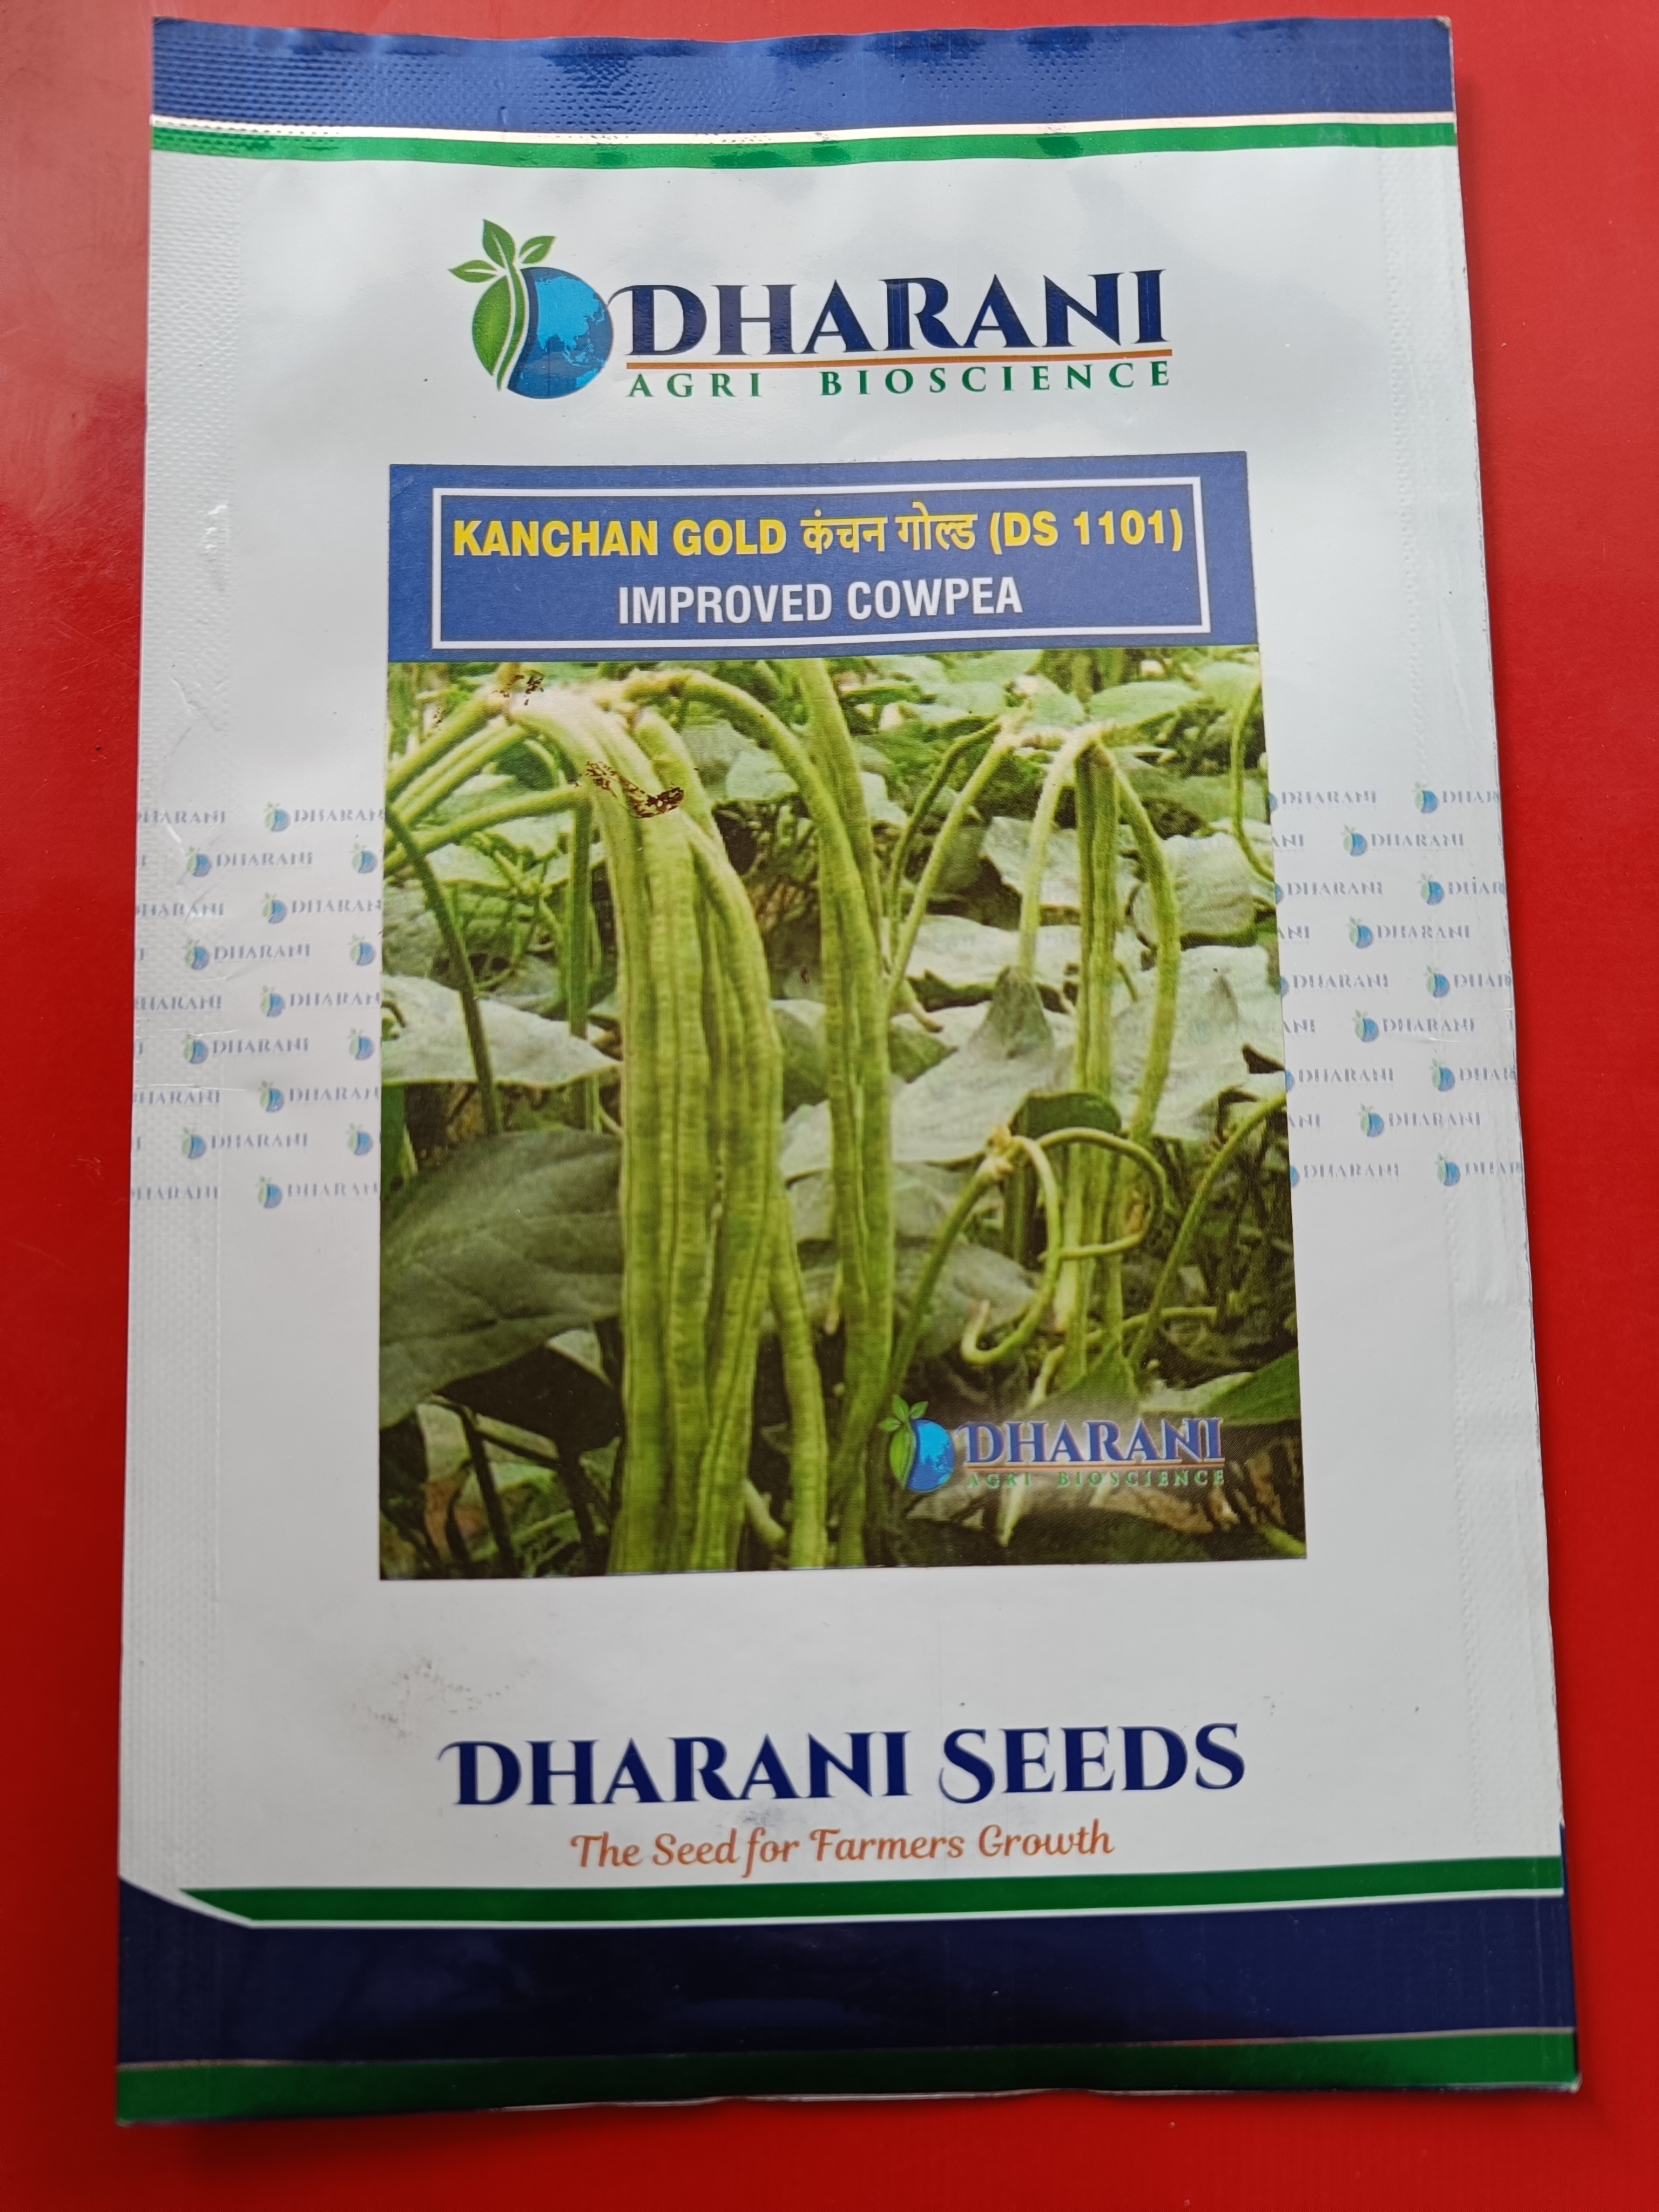 DHARANI
AGRI BIOSCIENCE
KANCHAN GOLD कंचन गोल्ड (DS 1101)
IMPROVED COWPEA
DHARANI
AGRI BIOSCIENCE
DHARANI SEEDS
The Seed for Farmers Growth